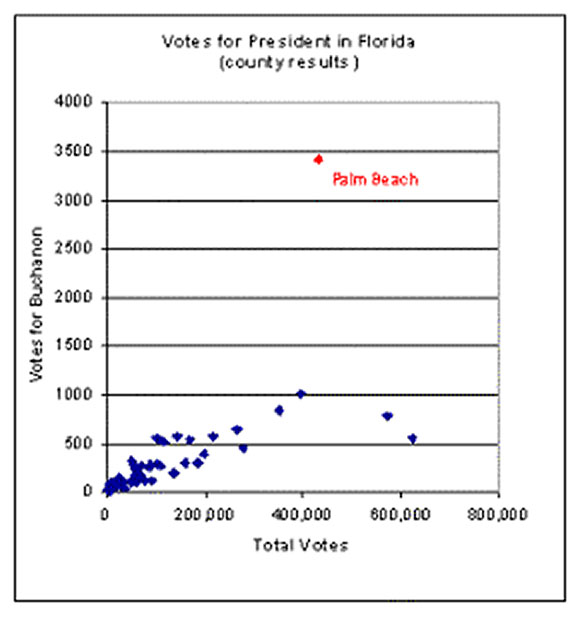 Votes for President in Florida
(county results )
4000
3500
Palm Beach
3000
2500
2000
1500
1000
500
0
Votes for Buchanon
0 200,000 400,000 600,000 800,000
Total Votes